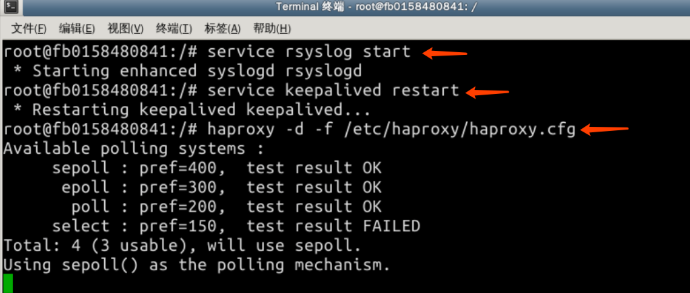 Terminal 终端 - root@fb0158480841: /
文件(F) 编辑(E) 视图(V) 终端(T) 标签(A) 帮助(H)
root@fb0158480841:/# service rsyslog start
 * Starting enhanced syslogd rsyslogd
root@fb0158480841:/# service keepalived restart
 * Restarting keepalived keepalived...
root@fb0158480841:/# haproxy -d -f /etc/haproxy/haproxy.cfg
Available polling systems :
     sepoll : pref=400,  test result OK
      epoll : pref=300,  test result OK
       poll : pref=200,  test result OK
     select : pref=150,  test result FAILED
Total: 4 (3 usable), will use sepoll.
Using sepoll() as the polling mechanism.